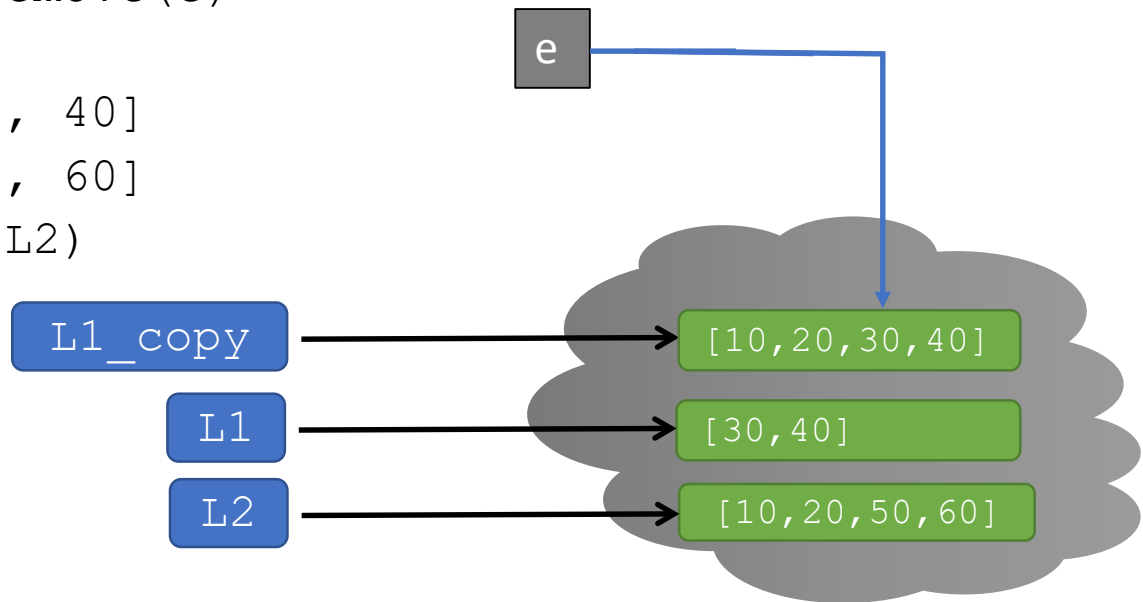 e
, 40]
, 60]
L2)
L1_copy
[10,20,30,40]
L1
[30,40]
L2
[10,20,50,60]